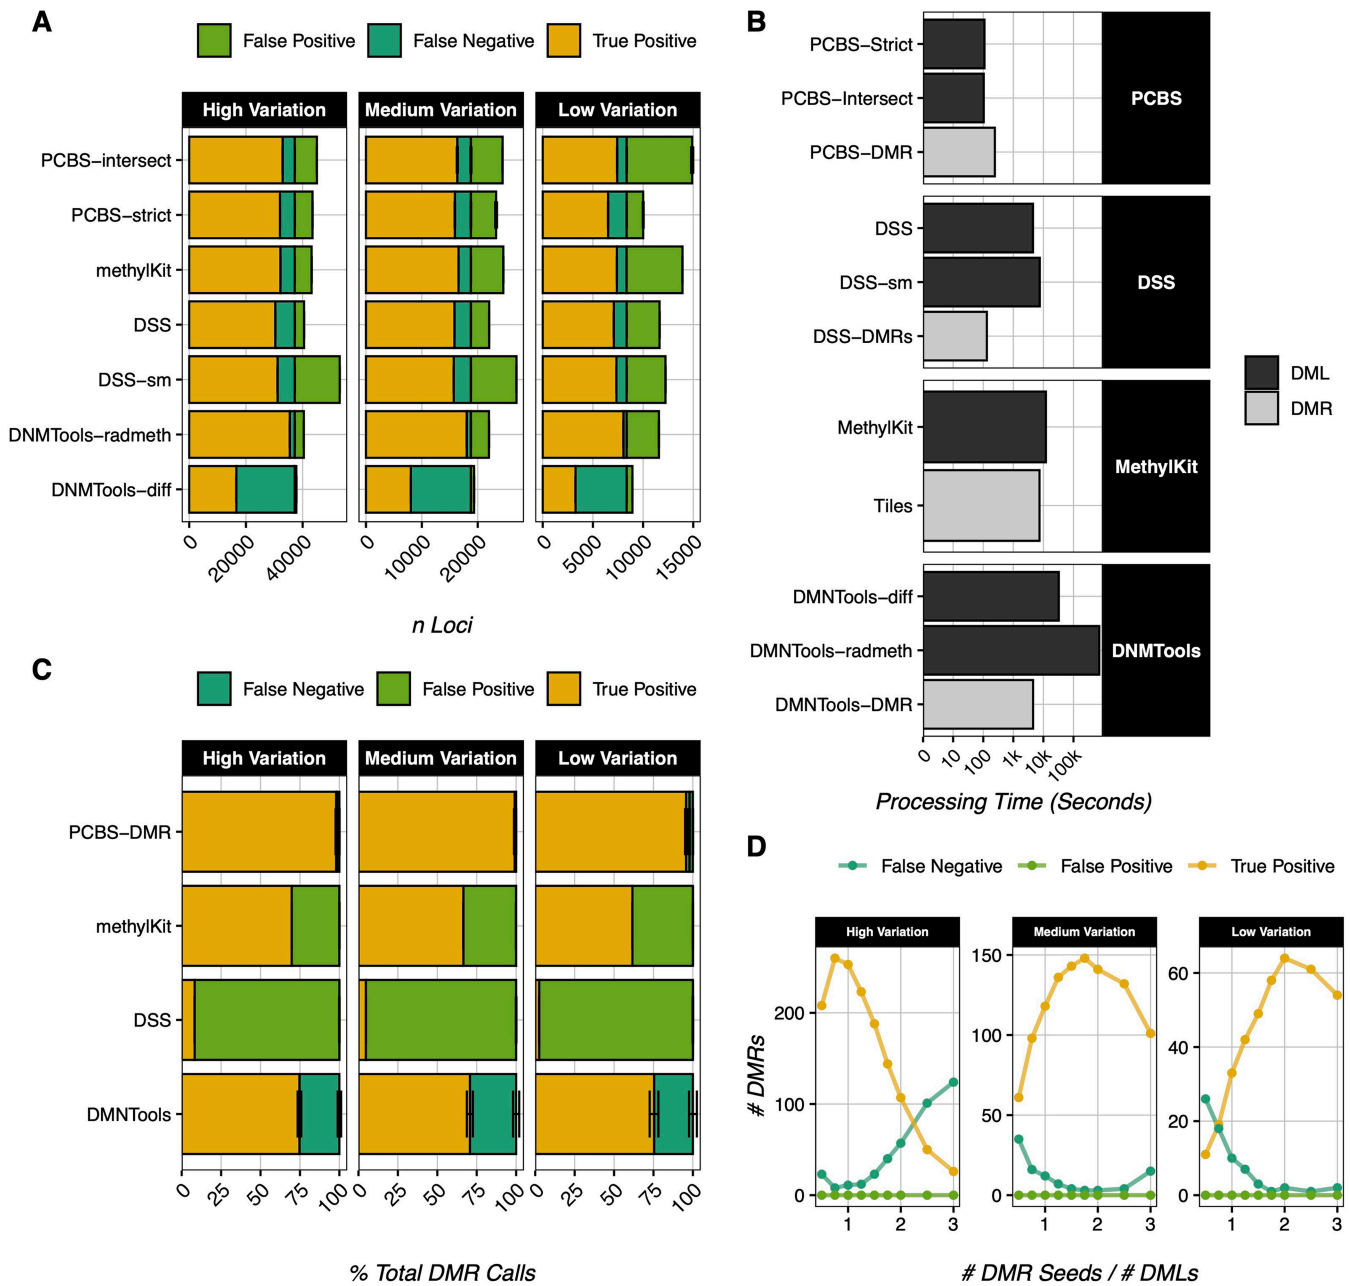 A
False Positive
False Negative
True Positive
High Variation
Medium Variation
Low Variation
PCBS-intersect
PCBS-strict
methylKit
DSS
DSS-sm
DNMTools-radmeth
DNMTools-diff
0
20000
40000
0
10000
20000
0
5000
10000
15000
n Loci
B
PCBS-Strict
PCBS-Intersect
PCBS-DMR
PCBS
DSS
DSS-sm
DSS-DMRs
DSS
MethylKit
Tiles
MethylKit
DMNTools-diff
DMNTools-radmeth
DMNTools-DMR
DNMTools
0
10
100
1k
10k
100k
Processing Time (Seconds)
DML
DMR
C
False Negative
False Positive
True Positive
High Variation
Medium Variation
Low Variation
PCBS-DMR
methylKit
DSS
DMNTools
0
25
50
75
100
0
25
50
75
100
0
25
50
75
100
% Total DMR Calls
D
False Negative
False Positive
True Positive
High Variation
Medium Variation
Low Variation
# DMRs
200
100
0
150
100
50
0
60
40
20
0
1
2
3
1
2
3
1
2
3
# DMR Seeds / # DMLs